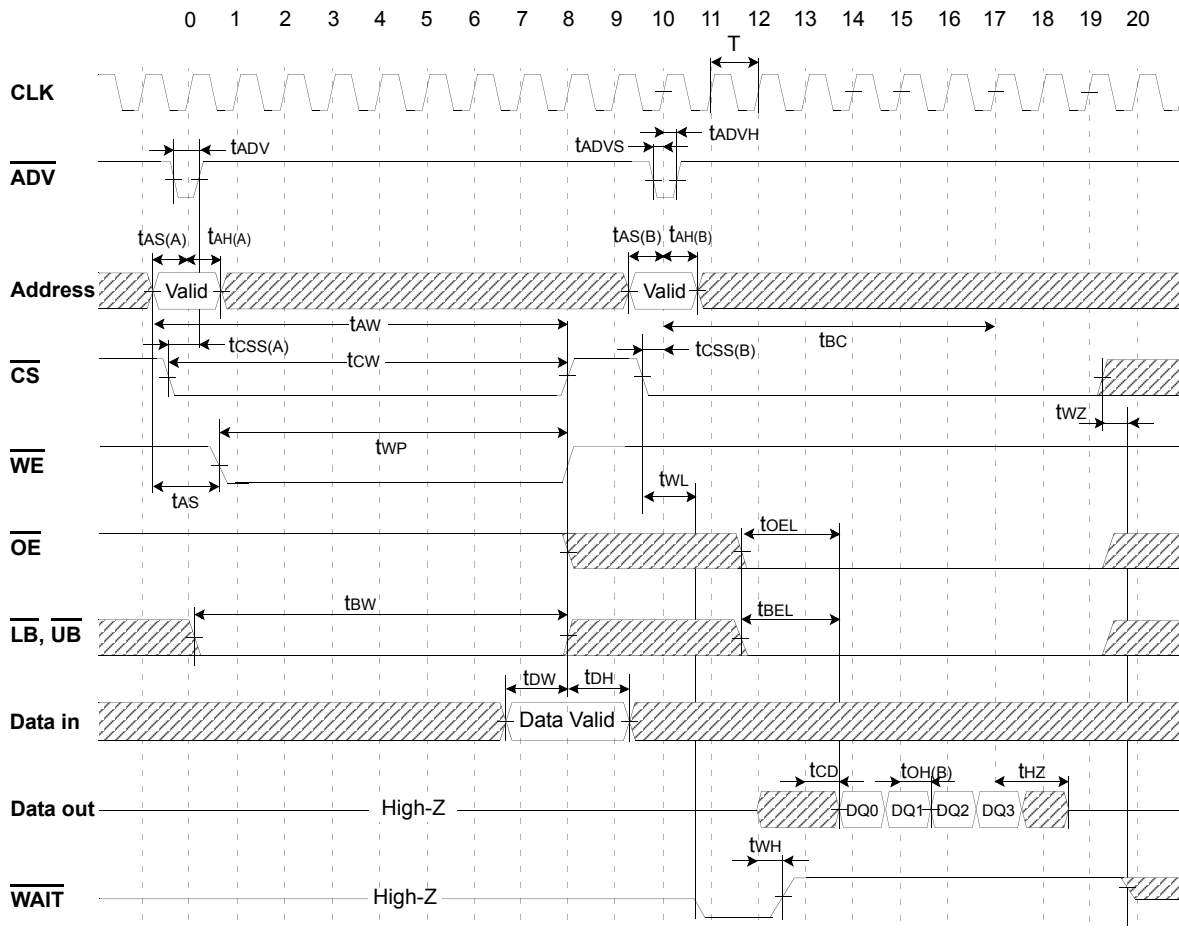 0 1 2 3 4 5 6 7 8 9 10 11 12 13 14 15 16 17 18 19 20
T
CLK
tADVH
tADV
tADVS
ADV
tAS(A) tAH(A) tAS(B) tAH(B)
Address Valid Valid
tAW
tBC
tCSS(A) tCSS(B)
tCW
CS
tWZ
tWP
WE
tWL
tAS
tOEL
OE
tBW
tBEL
LB, UB
tDW tDH
Data in Data Valid
tCD tOH(B) tHZ
Data out High-Z DQ0 DQ1 DQ2 DQ3
tWH
WAIT High-Z